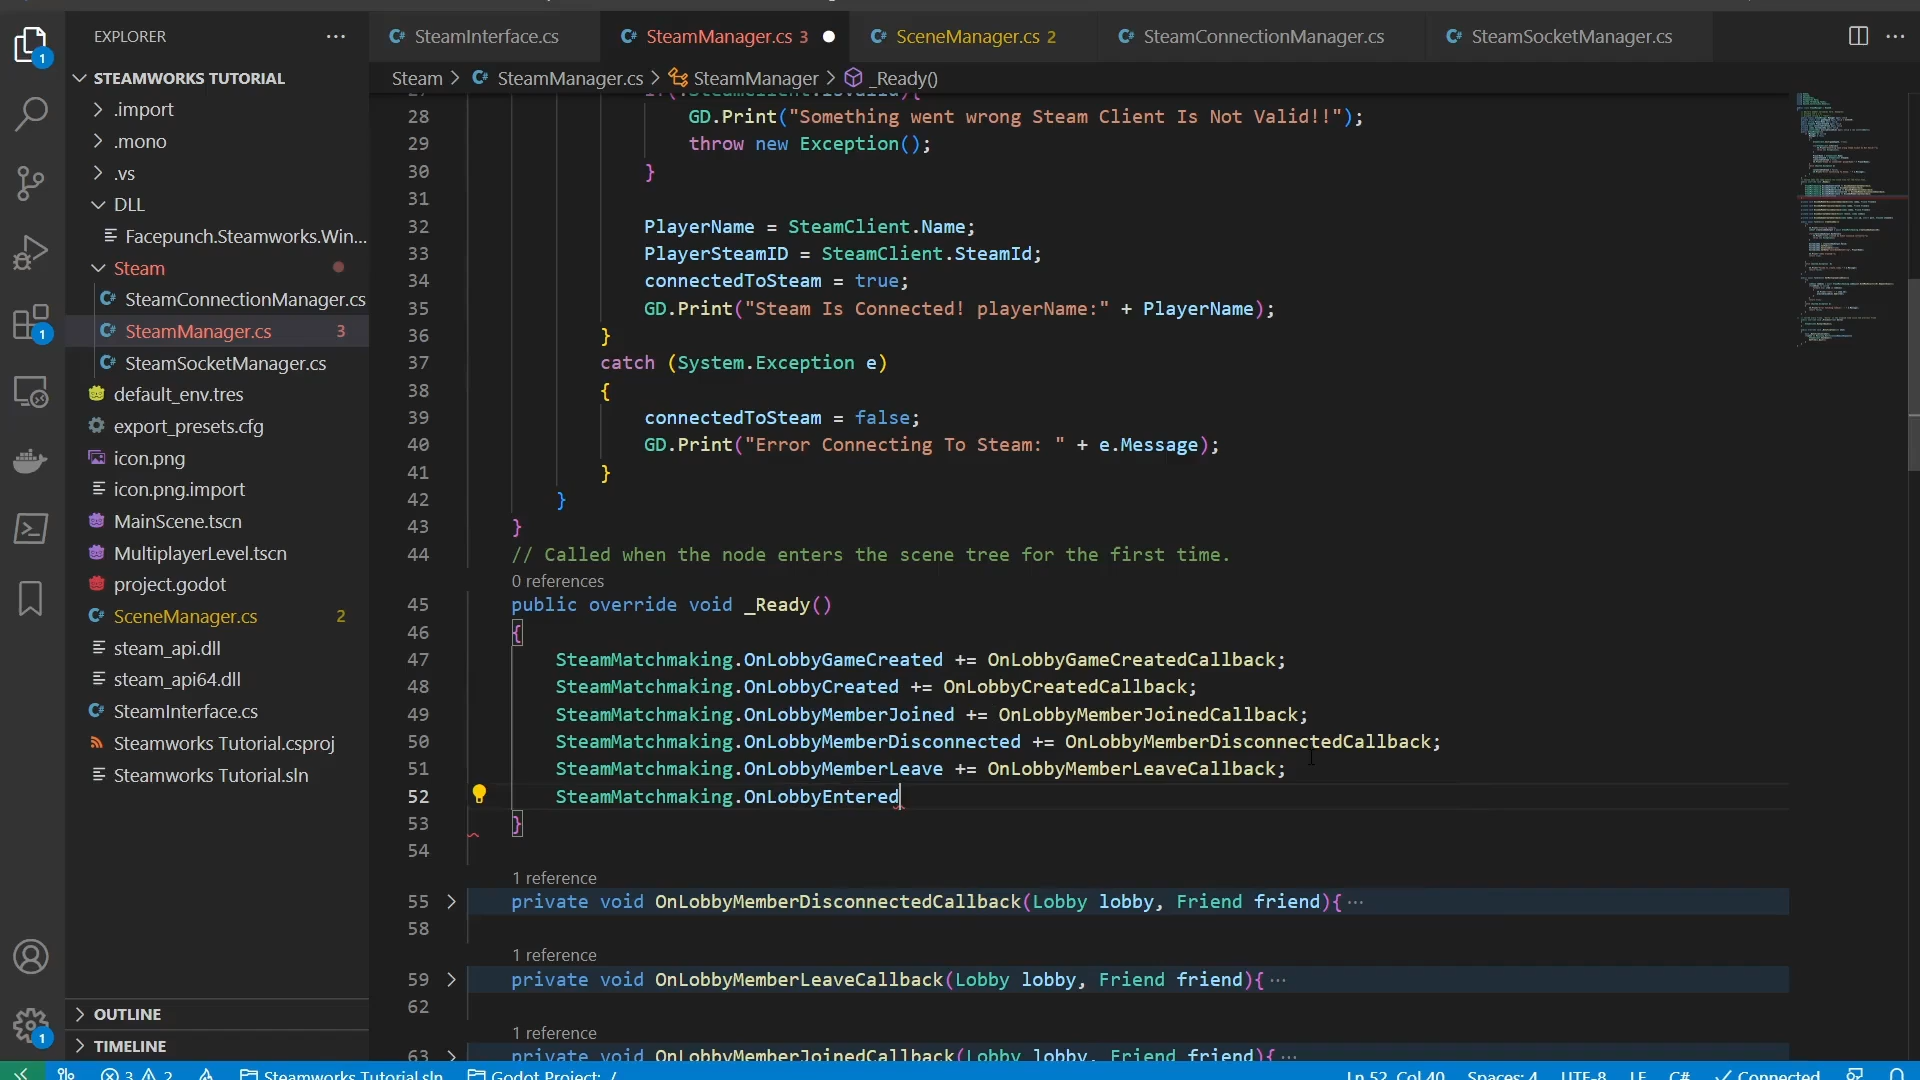 EXPLORER
STEAMWORKS TUTORIAL
.import
.mono
.vs
DLL
Facepunch.Steamworks.Win...
Steam
SteamConnectionManager.cs
SteamManager.cs 3
SteamSocketManager.cs
default_env.tres
export_presets.cfg
icon.png
icon.png.import
MainScene.tscn
MultiplayerLevel.tscn
project.godot
SceneManager.cs 2
steam_api.dll
steam_api64.dll
SteamInterface.cs
Steamworks Tutorial.csproj
Steamworks Tutorial.sln
OUTLINE
TIMELINE
SteamInterface.cs
SteamManager.cs 3
SceneManager.cs 2
SteamConnectionManager.cs
SteamSocketManager.cs
Steam > SteamManager.cs > SteamManager > _Ready()
28 GD.Print("Something went wrong Steam Client Is Not Valid!!");
29 throw new Exception();
30 }
31
32 PlayerName = SteamClient.Name;
33 PlayerSteamID = SteamClient.SteamId;
34 connectedToSteam = true;
35 GD.Print("Steam Is Connected! playerName:" + PlayerName);
36 }
37 catch (System.Exception e)
38 {
39 connectedToSteam = false;
40 GD.Print("Error Connecting To Steam: " + e.Message);
41 }
42 }
43 }
44 // Called when the node enters the scene tree for the first time.
0 references
45 public override void _Ready()
46 {
47 SteamMatchmaking.OnLobbyGameCreated += OnLobbyGameCreatedCallback;
48 SteamMatchmaking.OnLobbyCreated += OnLobbyCreatedCallback;
49 SteamMatchmaking.OnLobbyMemberJoined += OnLobbyMemberJoinedCallback;
50 SteamMatchmaking.OnLobbyMemberDisconnected += OnLobbyMemberDisconnectedCallback;
51 SteamMatchmaking.OnLobbyMemberLeave += OnLobbyMemberLeaveCallback;
52 SteamMatchmaking.OnLobbyEntered
53 }
54
1 reference
55 private void OnLobbyMemberDisconnectedCallback(Lobby lobby, Friend friend){...
58
1 reference
59 private void OnLobbyMemberLeaveCallback(Lobby lobby, Friend friend){...
62
1 reference
63 private void OnLobbyMemberJoinedCallback(Lobby lobby, Friend friend){...
3 2 Steamworks Tutorial.sln Godot Project: / Ln 52, Col 40 Spaces: 4 UTF-8 LF C# Connected